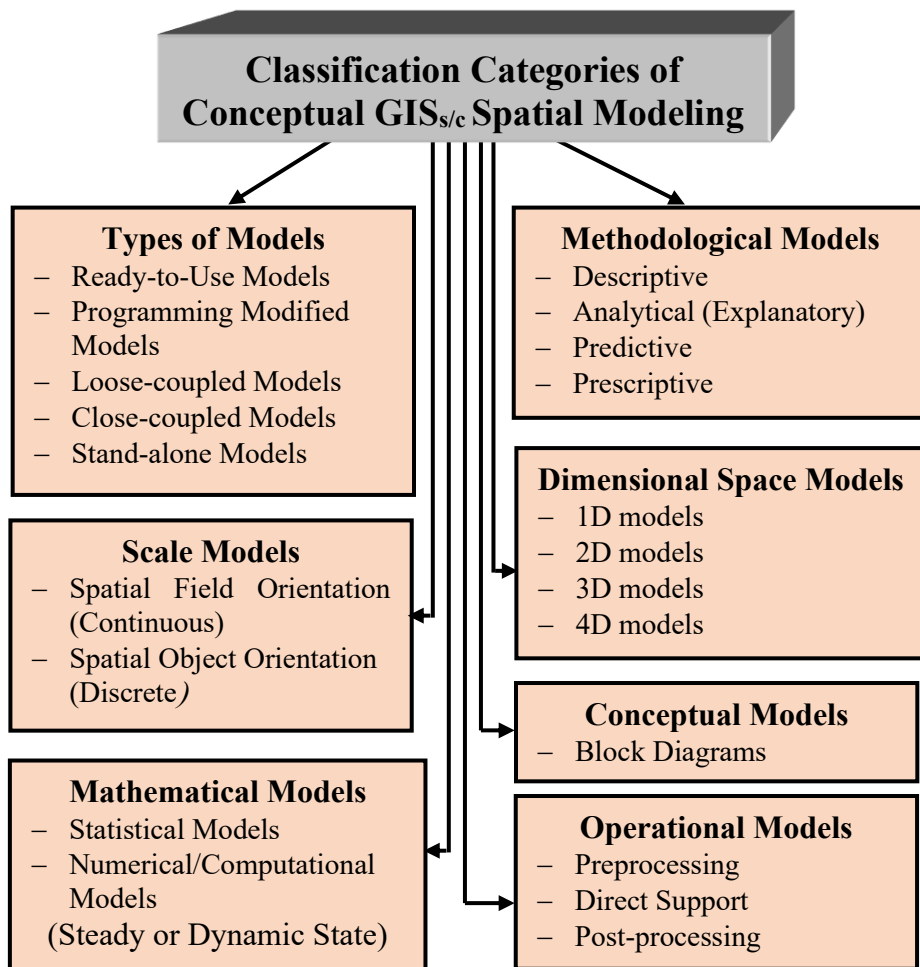 Classification Categories of
Conceptual GISs/c Spatial Modeling
Types of Models
– Ready-to-Use Models
– Programming Modified
Models
– Loose-coupled Models
– Close-coupled Models
– Stand-alone Models
Scale Models
– Spatial Field Orientation
(Continuous)
– Spatial Object Orientation
(Discrete)
Mathematical Models
– Statistical Models
– Numerical/Computational
Models
(Steady or Dynamic State)
Methodological Models
– Descriptive
– Analytical (Explanatory)
– Predictive
– Prescriptive
Dimensional Space Models
– 1D models
– 2D models
– 3D models
– 4D models
Conceptual Models
– Block Diagrams
Operational Models
– Preprocessing
– Direct Support
– Post-processing